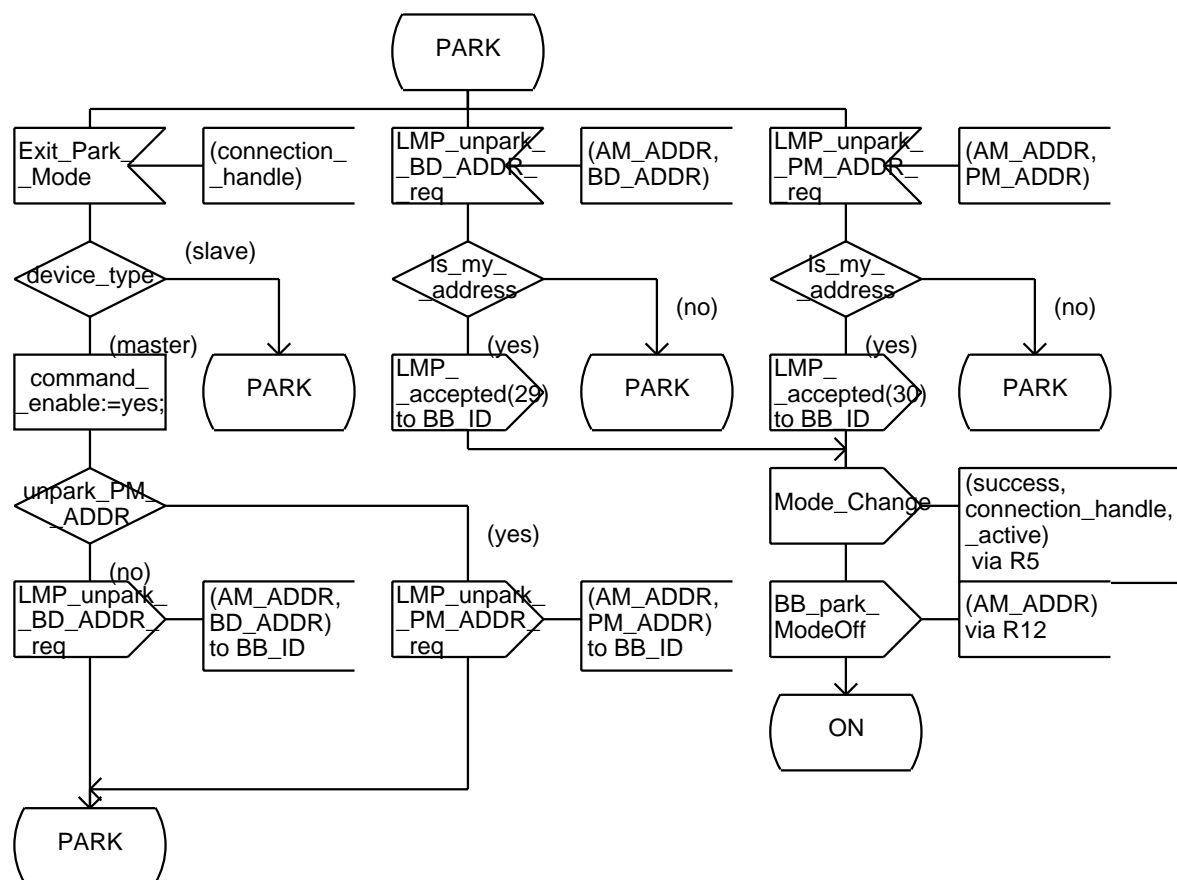 PARK
Exit_Park_
_Mode
(connection_
_handle)
LMP_unpark_
_BD_ADDR_
_req
(AM_ADDR,
BD_ADDR)
LMP_unpark_
_PM_ADDR_
_req
(AM_ADDR,
PM_ADDR)
device_type
(slave)
Is_my_
_address
(no)
Is_my_
_address
(no)
(master)
(yes)
(yes)
command_
_enable:=yes;
PARK
LMP_
_accepted(29)
to BB_ID
PARK
LMP_
_accepted(30)
to BB_ID
PARK
unpark_PM_
_ADDR
(yes)
Mode_Change
(success,
connection_handle,
_active)
via R5
(no)
LMP_unpark_
_BD_ADDR_
_req
(AM_ADDR,
BD_ADDR)
to BB_ID
LMP_unpark_
_PM_ADDR_
_req
(AM_ADDR,
PM_ADDR)
to BB_ID
BB_park_
ModeOff
(AM_ADDR)
via R12
ON
PARK